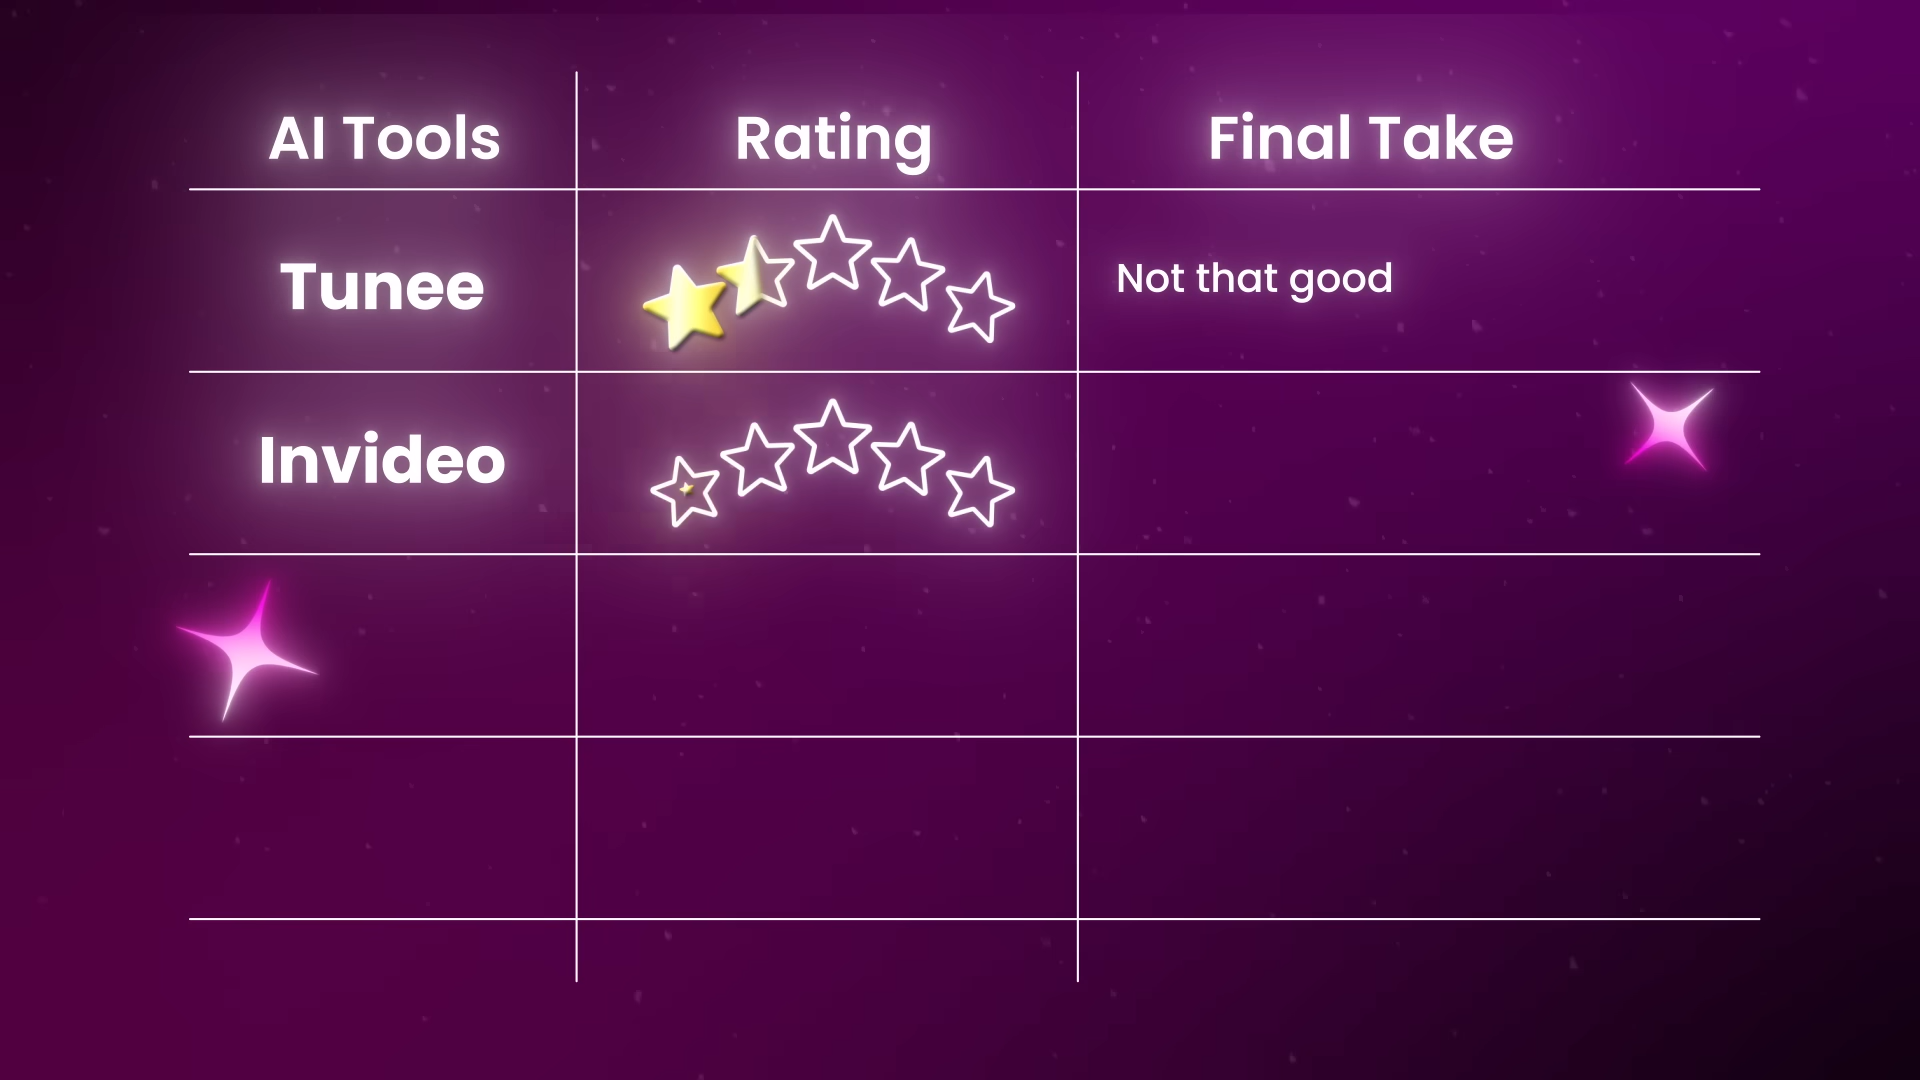 AI Tools
Rating
Final Take
Tunee
Not that good
Invideo